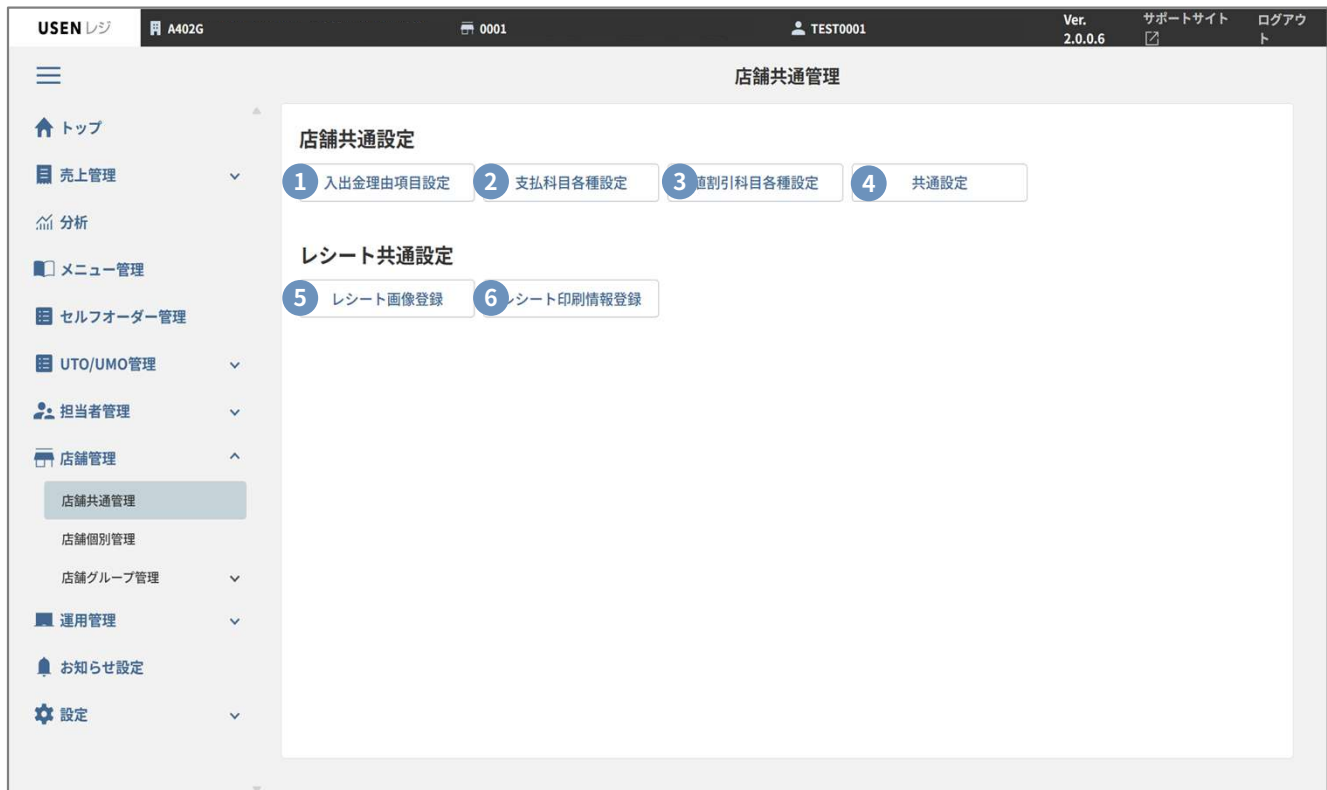 USEN レジ
A402G
0001
TEST0001
Ver.
2.0.0.6
サポートサイト
ログアウ
ト
店舗共通管理
トップ
売上管理
分析
メニュー管理
セルフオーダー管理
UTO/UMO管理
担当者管理
店舗管理
店舗共通管理
店舗個別管理
店舗グループ管理
運用管理
お知らせ設定
設定
店舗共通設定
1 入出金理由項目設定
2 支払科目各種設定
3 値割引科目各種設定
4 共通設定
レシート共通設定
5 レシート画像登録
6 レシート印刷情報登録